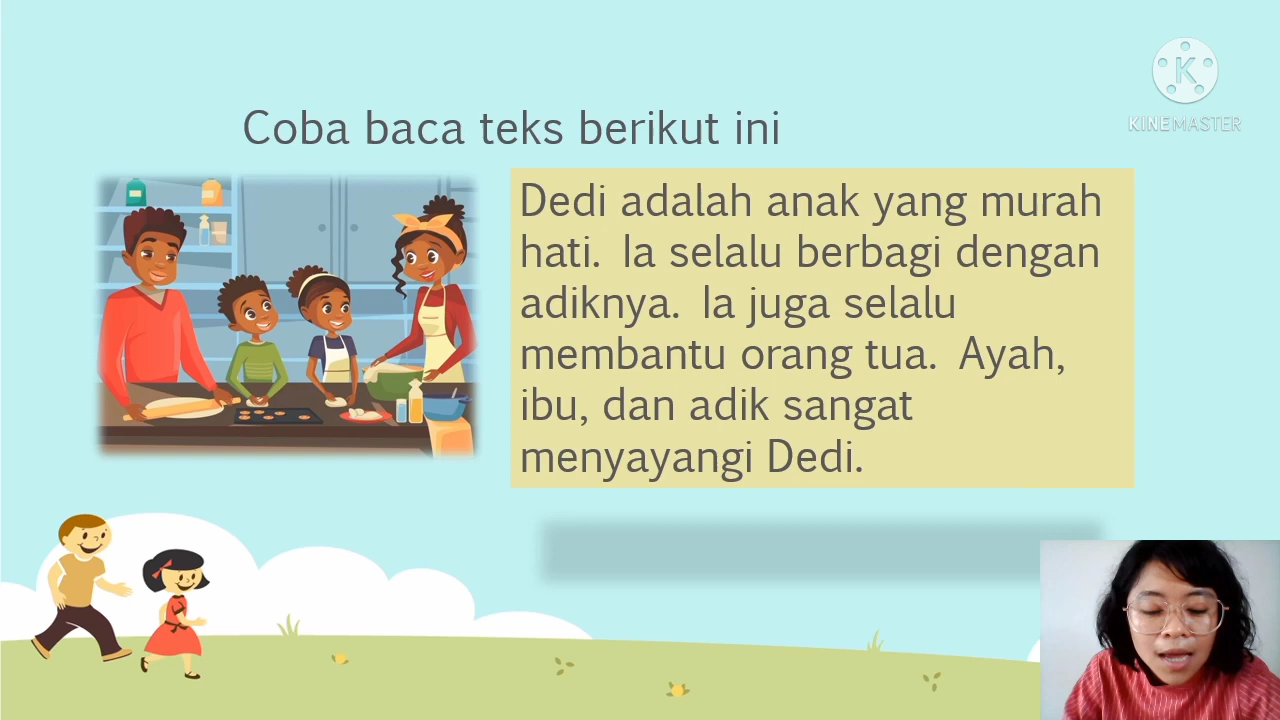 KINEMASTER
Coba baca teks berikut ini
Dedi adalah anak yang murah
hati. Ia selalu berbagi dengan
adiknya. Ia juga selalu
membantu orang tua. Ayah,
ibu, dan adik sangat
menyayangi Dedi.